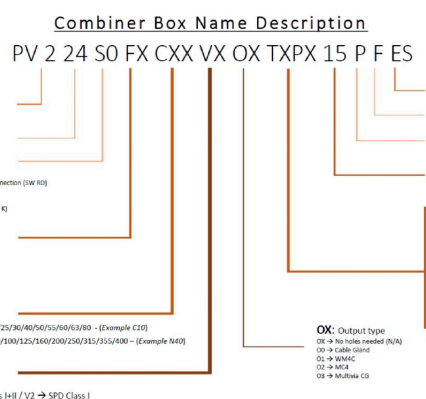 Combiner Box Name Description
PV 2 24 S0 FX CXX VX OX TXPX 15 P F ES
nection (SW RD)
K)
/25/30/40/50/55/60/63/80 - (Example C10)
/100/125/160/200/250/315/355/400 – (Example N40)
s I+II / V2 → SPD Class I
OX: Output type
OX → No holes needed (N/A)
O0 → Cable Gland
O1 → WM4C
O2 → MC4
O3 → Multivia CG